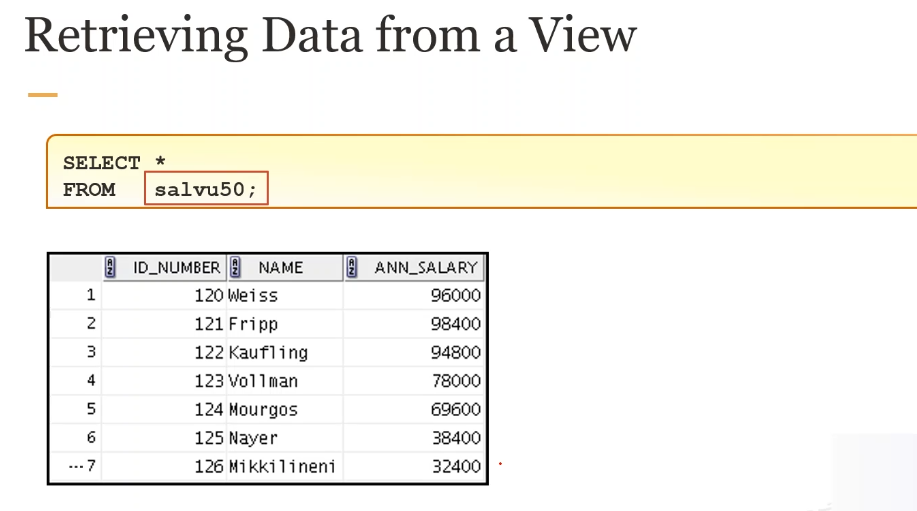 Retrieving Data from a View
SELECT *
FROM salvu50;
ID_NUMBER NAME ANN_SALARY
1 120 Weiss 96000
2 121 Fripp 98400
3 122 Kaufling 94800
4 123 Vollman 78000
5 124 Mourgos 69600
6 125 Nayer 38400
...7 126 Mikkilineni 32400